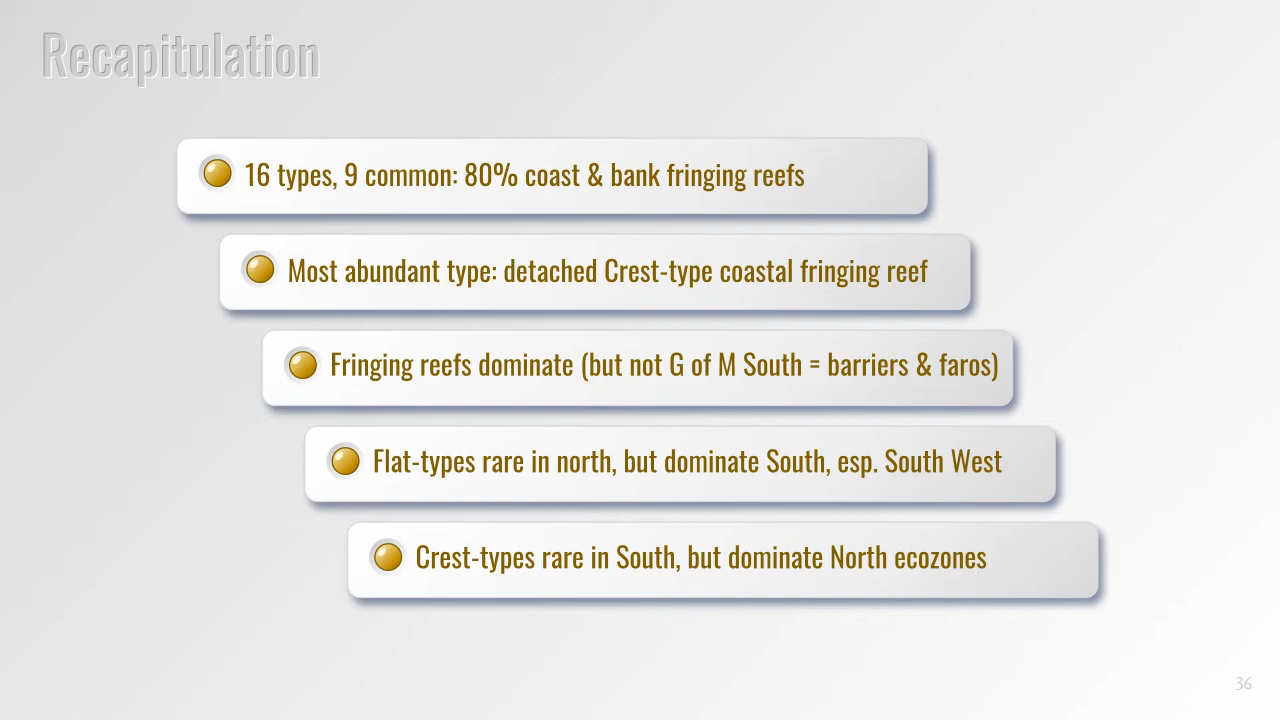 Recapitulation
16 types, 9 common: 80% coast & bank fringing reefs
Most abundant type: detached Crest-type coastal fringing reef
Fringing reefs dominate (but not G of M South = barriers & faros)
Flat-types rare in north, but dominate South, esp. South West
Crest-types rare in South, but dominate North ecozones
36